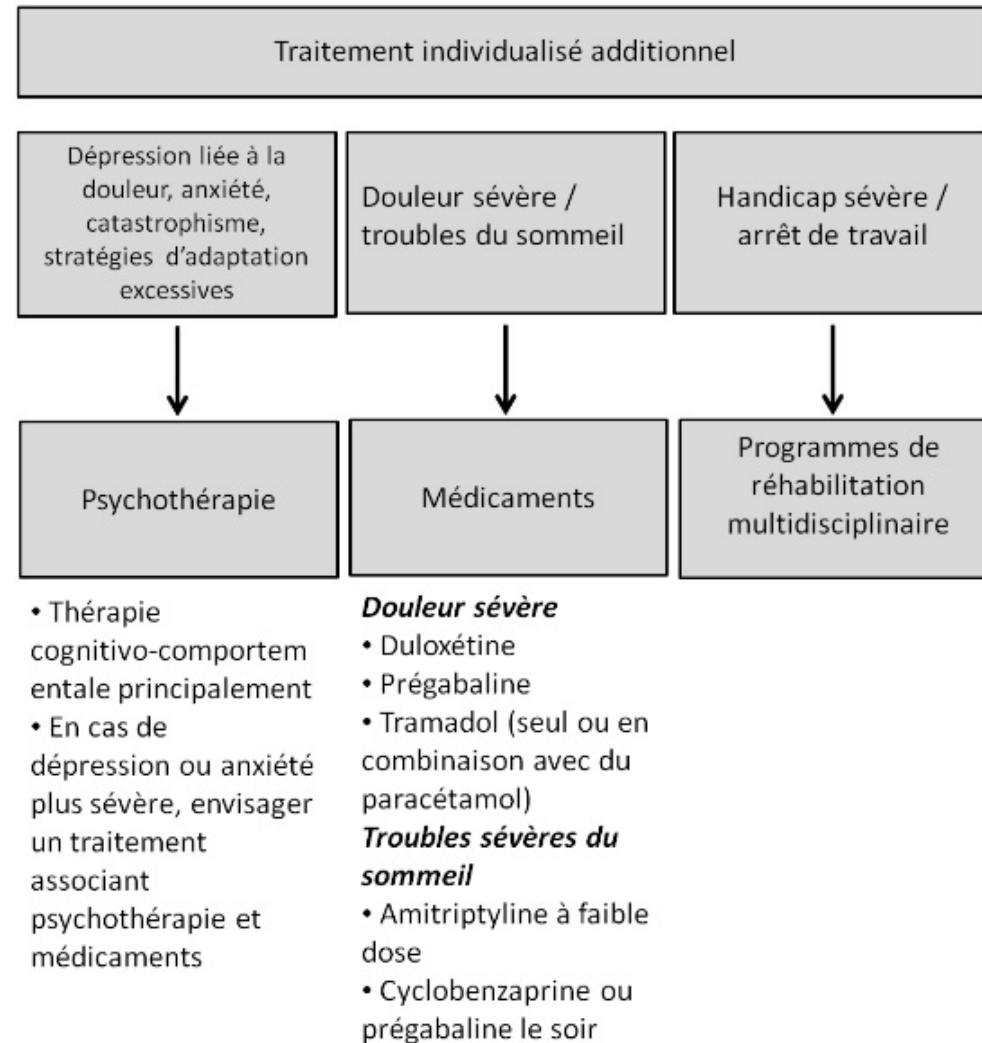 Traitement individualisé additionnel
Dépression liée à la
douleur, anxiété,
catastrophisme,
stratégies d'adaptation
excessives
Douleur sévère /
troubles du sommeil
Handicap sévère /
arrêt de travail
Psychothérapie
Médicaments
Programmes de
réhabilitation
multidisciplinaire
• Thérapie
cognitivo-comportem
entale principalement
• En cas de
dépression ou anxiété
plus sévère, envisager
un traitement
associant
psychothérapie et
médicaments
Douleur sévère
• Duloxétine
• Prégabaline
• Tramadol (seul ou en
combinaison avec du
paracétamol)
Troubles sévères du
sommeil
• Amitriptyline à faible
dose
• Cyclobenzaprine ou
prégabaline le soir